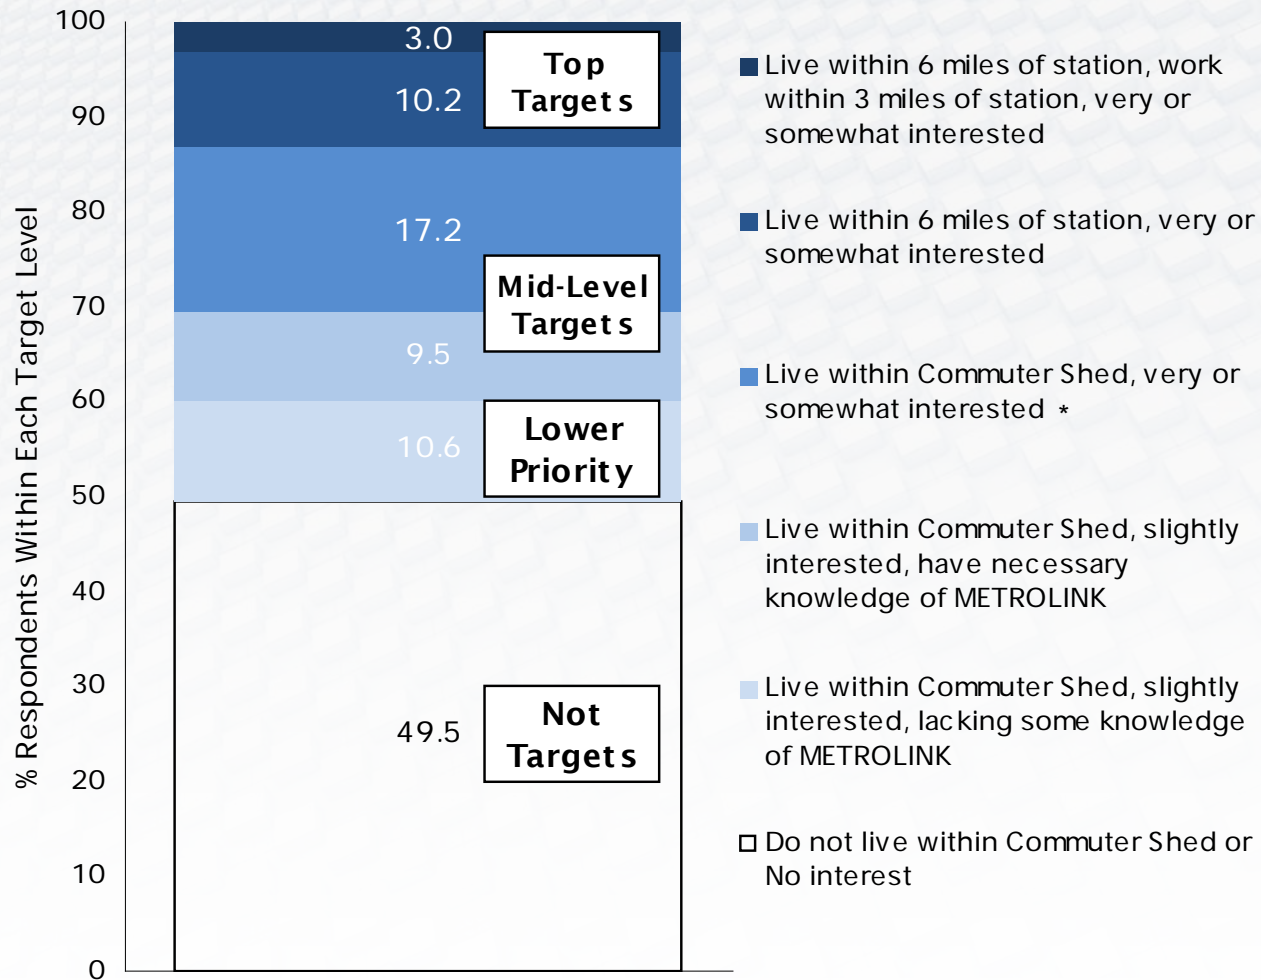 % Respondents Within Each Target Level
100
90
80
70
60
50
40
30
20
10
0
3.0
10.2
17.2
9.5
10.6
49.5
Top
Targets
Mid-Level
Targets
Lower
Priority
Not
Targets
Live within 6 miles of station, work
within 3 miles of station, very or
somewhat interested
Live within 6 miles of station, very or
somewhat interested
Live within Commuter Shed, very or
somewhat interested *
Live within Commuter Shed, slightly
interested, have necessary
knowledge of METROLINK
Live within Commuter Shed, slightly
interested, lacking some knowledge
of METROLINK
Do not live within Commuter Shed or
No interest